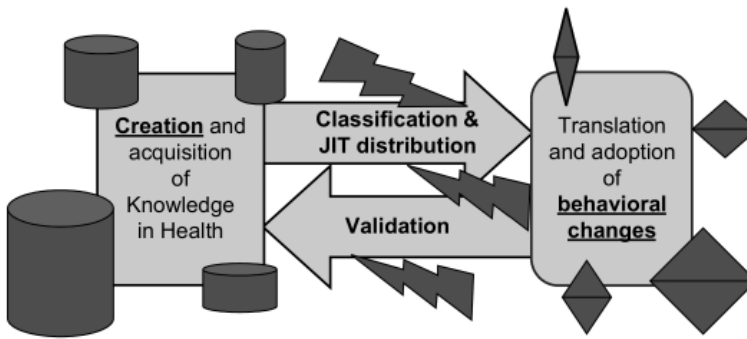 Creation and
acquisition
of
Knowledge
in Health
Classification &
JIT distribution
Validation
Translation
and adoption
of
behavioral
changes